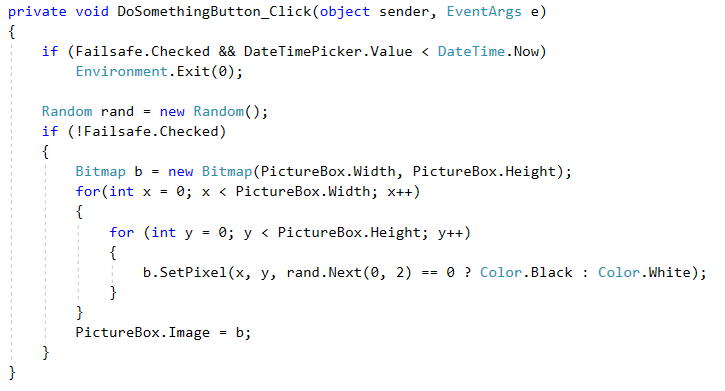 private void DoSomethingButton_Click(object sender, EventArgs e)
{
    if (Failsafe.Checked && DateTimePicker.Value < DateTime.Now)
        Environment.Exit(0);

    Random rand = new Random();
    if (!Failsafe.Checked)
    {
        Bitmap b = new Bitmap(PictureBox.Width, PictureBox.Height);
        for(int x = 0; x < PictureBox.Width; x++)
        {
            for (int y = 0; y < PictureBox.Height; y++)
            {
                b.SetPixel(x, y, rand.Next(0, 2) == 0 ? Color.Black : Color.White);
            }
        }
        PictureBox.Image = b;
    }
}